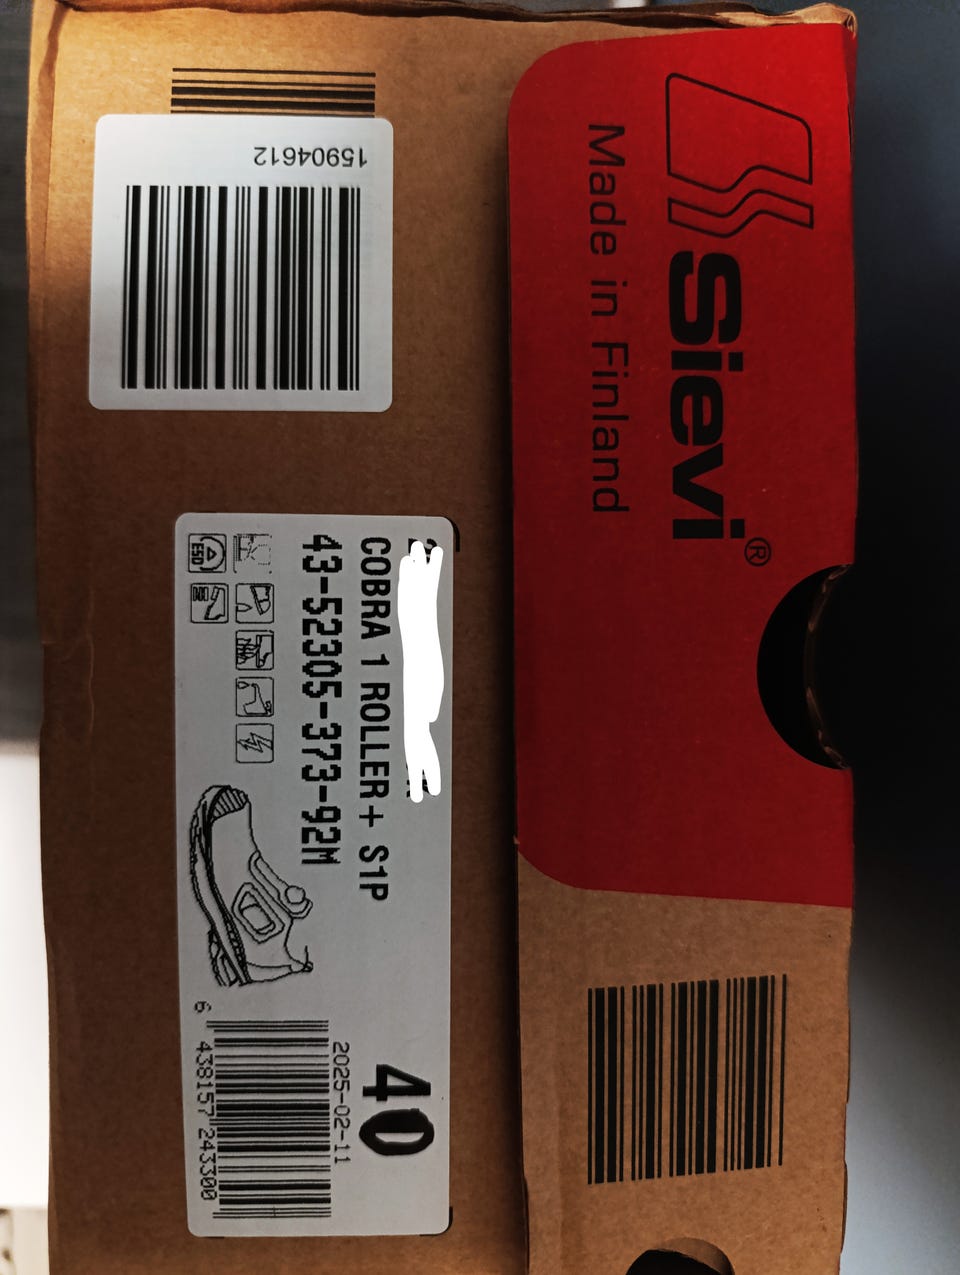 Sievi®
Made in Finland
15904612
COBRA 1 ROLLER+ S1P
43-52305-373-92M
ESD
40
2025-02-11
6 438157 243300